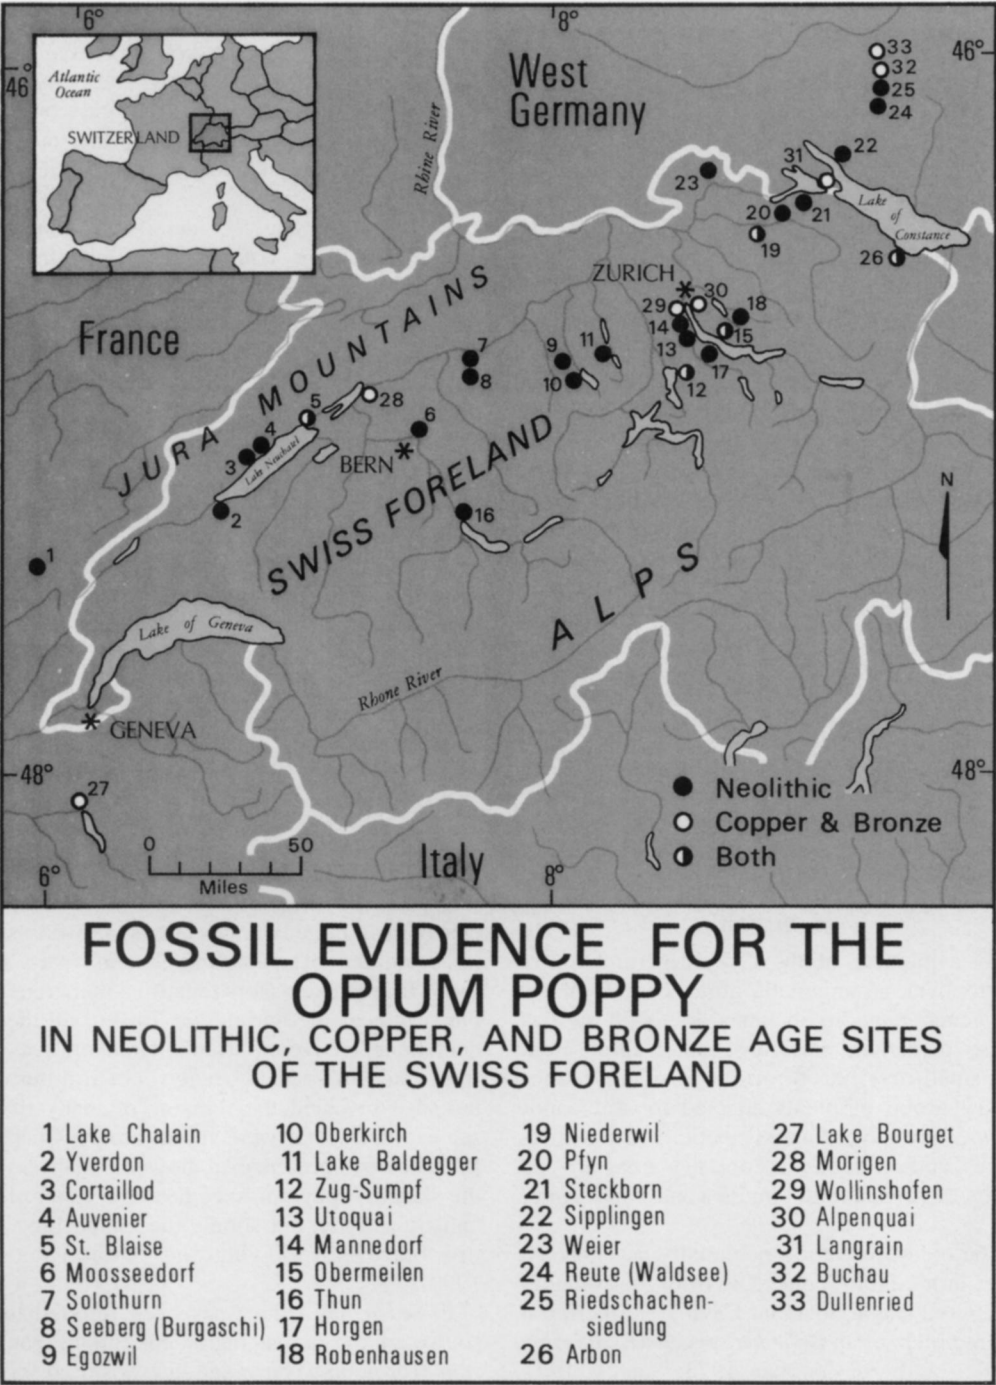 6°
8°
46°
46°
Atlantic
Ocean
SWITZERLAND
West
Germany
Rhine River
33
32
25
24
22
31
23
Lake
of
Constance
20
21
19
26
ZURICH
30
29
18
14
15
13
17
12
France
JURA MOUNTAINS
7
8
9
11
10
5
28
4
6
3
Lake Neuchatel
BERN
2
16
SWISS FORELAND
N
1
ALPS
Lake of Geneva
Rhone River
GENEVA
48°
48°
27
Neolithic
Copper & Bronze
Both
0 50
Miles
Italy
6°
8°
FOSSIL EVIDENCE FOR THE
OPIUM POPPY
IN NEOLITHIC, COPPER, AND BRONZE AGE SITES
OF THE SWISS FORELAND
1 Lake Chalain
2 Yverdon
3 Cortaillod
4 Auvenier
5 St. Blaise
6 Moosseedorf
7 Solothurn
8 Seeberg (Burgaschi)
9 Egozwil
10 Oberkirch
11 Lake Baldegger
12 Zug-Sumpf
13 Utoquai
14 Mannedorf
15 Obermeilen
16 Thun
17 Horgen
18 Robenhausen
19 Niederwil
20 Pfyn
21 Steckborn
22 Sipplingen
23 Weier
24 Reute (Waldsee)
25 Riedschachen-
siedlung
26 Arbon
27 Lake Bourget
28 Morigen
29 Wollinshofen
30 Alpenquai
31 Langrain
32 Buchau
33 Dullenried